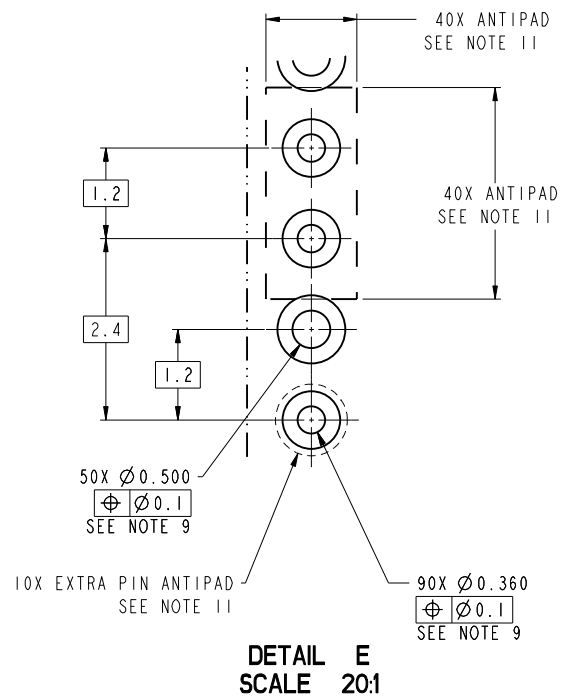 40X ANTIPAD
SEE NOTE 11
1.2
40X ANTIPAD
SEE NOTE 11
2.4
1.2
50X Ø0.500
⌖ Ø0.1
SEE NOTE 9
10X EXTRA PIN ANTIPAD
SEE NOTE 11
90X Ø0.360
⌖ Ø0.1
SEE NOTE 9
DETAIL E
SCALE 20:1